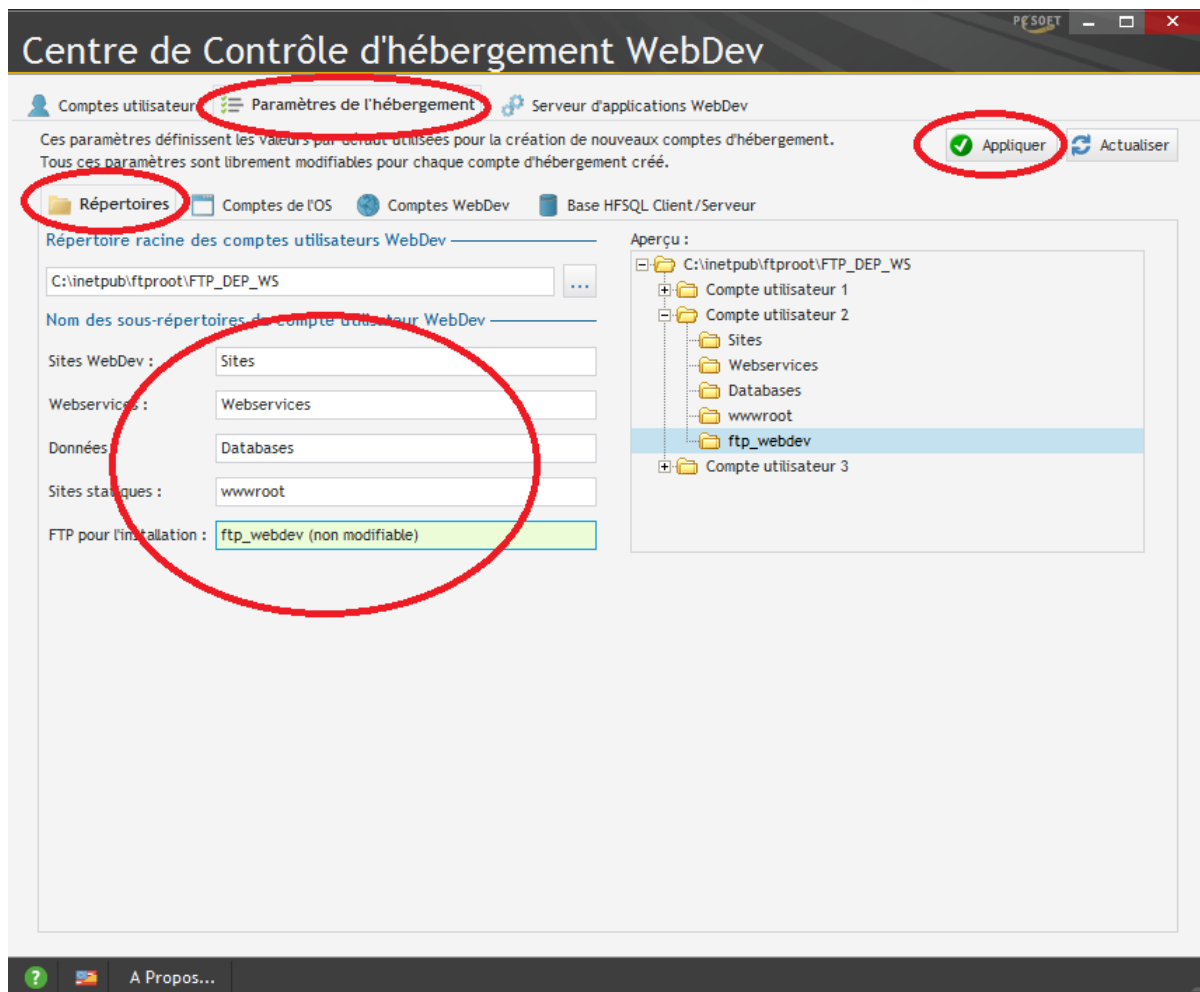 PCSOFT
Centre de Contrôle d'hébergement WebDev
Comptes utilisateur Paramètres de l'hébergement Serveur d'applications WebDev
Ces paramètres définissent les valeurs par défaut utilisées pour la création de nouveaux comptes d'hébergement.
Tous ces paramètres sont librement modifiables pour chaque compte d'hébergement créé.
Appliquer Actualiser
Répertoires Comptes de l'OS Comptes WebDev Base HFSQL Client/Serveur
Répertoire racine des comptes utilisateurs WebDev
C:\inetpub\ftproot\FTP_DEP_WS ...
Nom des sous-répertoires du compte utilisateur WebDev
Sites WebDev : Sites
Webservices : Webservices
Données Databases
Sites statiques : wwwroot
FTP pour l'installation : ftp_webdev (non modifiable)
Aperçu :
C:\inetpub\ftproot\FTP_DEP_WS
Compte utilisateur 1
Compte utilisateur 2
Sites
Webservices
Databases
wwwroot
ftp_webdev
Compte utilisateur 3
? A Propos...